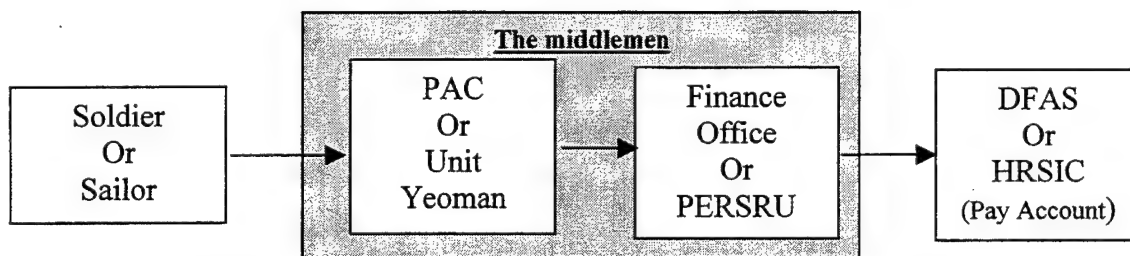 The middlemen
Soldier
Or
Sailor
PAC
Or
Unit
Yeoman
Finance
Office
Or
PERSRU
DFAS
Or
HRSIC
(Pay Account)